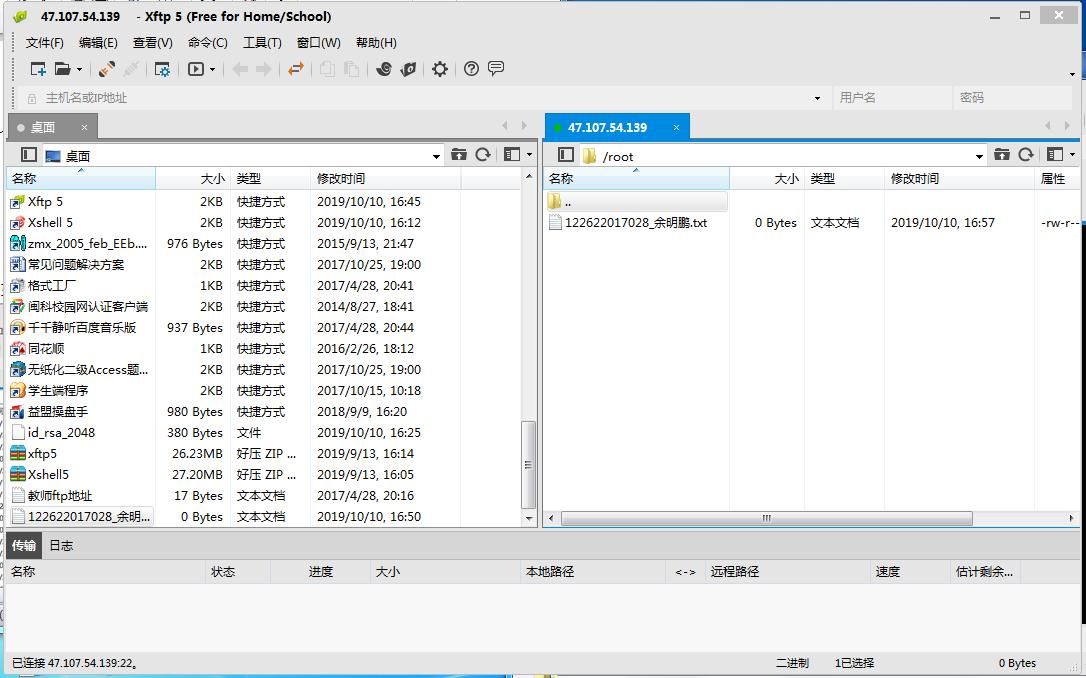 47.107.54.139 - Xftp 5 (Free for Home/School)
文件(F) 编辑(E) 查看(V) 命令(C) 工具(T) 窗口(W) 帮助(H)
主机名或IP地址 用户名 密码
桌面 × 47.107.54.139 ×
桌面 /root
名称 大小 类型 修改时间 名称 大小 类型 修改时间 属性
Xftp 5 2KB 快捷方式 2019/10/10, 16:45 ..
Xshell 5 2KB 快捷方式 2019/10/10, 16:12 122622017028_余明鹏.txt 0 Bytes 文本文档 2019/10/10, 16:57 -rw-r--
zmx_2005_feb_EEb.... 976 Bytes 快捷方式 2015/9/13, 21:47
常见问题解决方案 2KB 快捷方式 2017/10/25, 19:00
格式工厂 1KB 快捷方式 2017/4/28, 20:41
闽科校园网认证客户端 2KB 快捷方式 2014/8/27, 18:41
千千静听百度音乐版 937 Bytes 快捷方式 2017/4/28, 20:44
同花顺 1KB 快捷方式 2016/2/26, 18:12
无纸化二级Access题... 2KB 快捷方式 2017/10/25, 19:00
学生端程序 2KB 快捷方式 2017/10/15, 10:18
益盟操盘手 980 Bytes 快捷方式 2018/9/9, 16:20
id_rsa_2048 380 Bytes 文件 2019/10/10, 16:25
xftp5 26.23MB 好压 ZIP ... 2019/9/13, 16:14
Xshell5 27.20MB 好压 ZIP ... 2019/9/13, 16:05
教师ftp地址 17 Bytes 文本文档 2017/4/28, 20:16
122622017028_余明... 0 Bytes 文本文档 2019/10/10, 16:50
传输 日志
名称 状态 进度 大小 本地路径 <-> 远程路径 速度 估计剩余...
已连接 47.107.54.139:22。 二进制 1已选择 0 Bytes